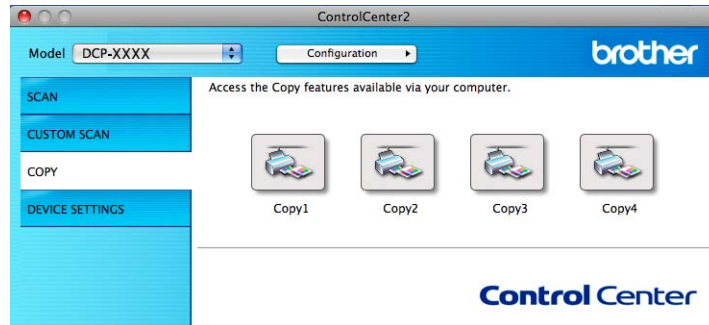 ControlCenter2
Model DCP-XXXX Configuration brother
SCAN
CUSTOM SCAN
COPY
DEVICE SETTINGS
Access the Copy features available via your computer.
Copy1 Copy2 Copy3 Copy4
Control Center